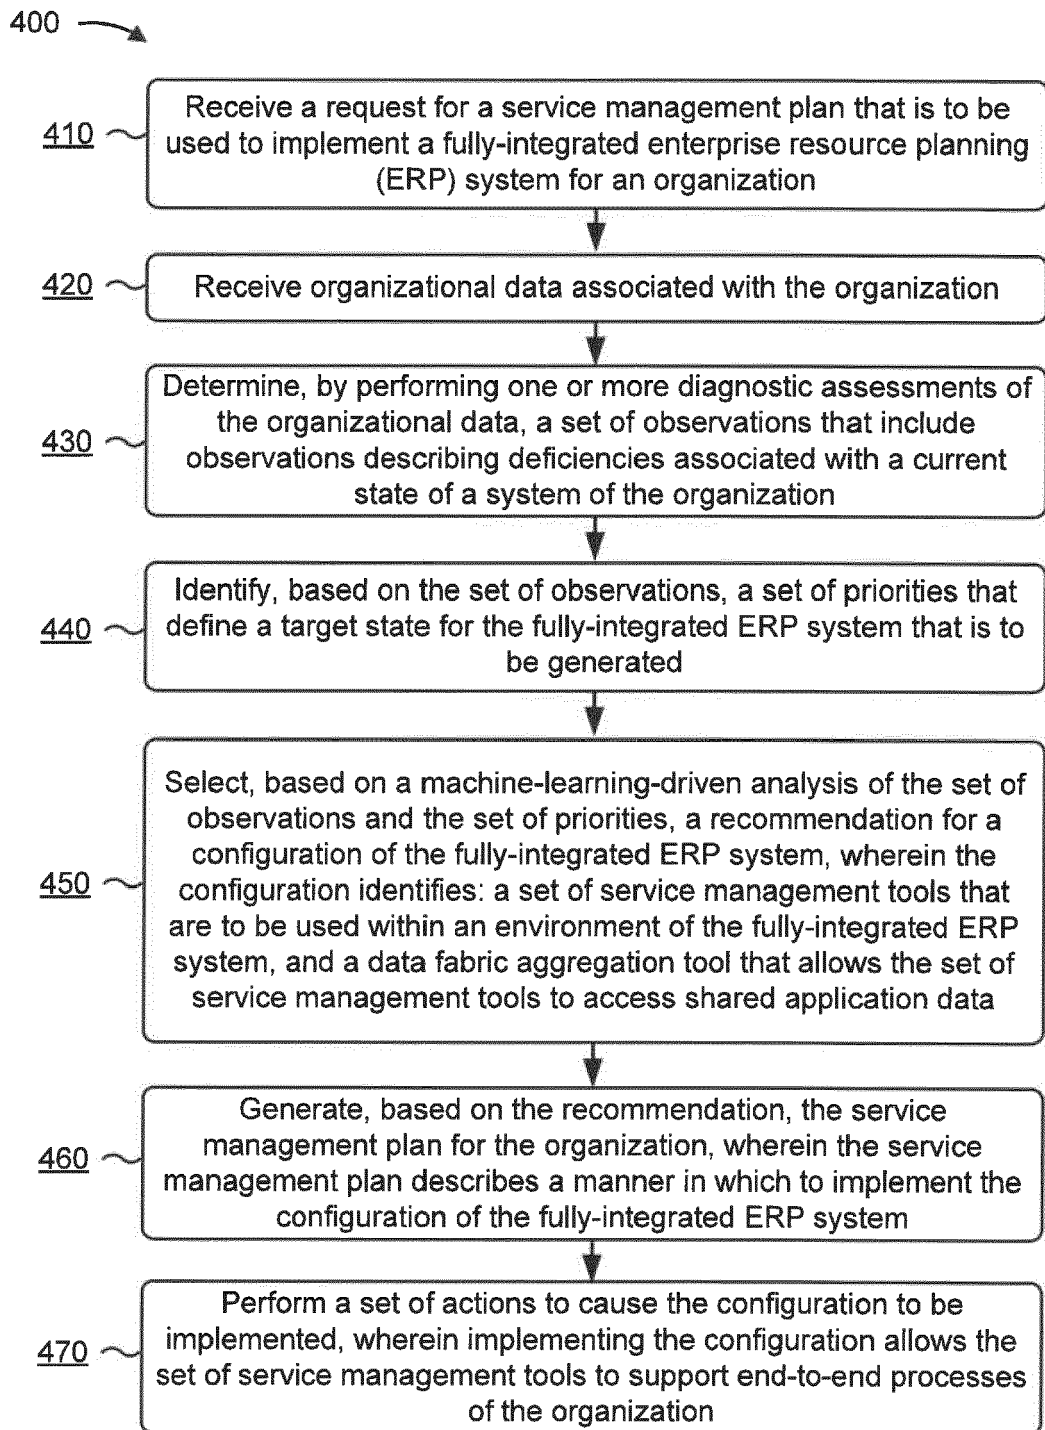 400
410
Receive a request for a service management plan that is to be
used to implement a fully-integrated enterprise resource planning
(ERP) system for an organization
420
Receive organizational data associated with the organization
430
Determine, by performing one or more diagnostic assessments of
the organizational data, a set of observations that include
observations describing deficiencies associated with a current
state of a system of the organization
440
Identify, based on the set of observations, a set of priorities that
define a target state for the fully-integrated ERP system that is to
be generated
450
Select, based on a machine-learning-driven analysis of the set of
observations and the set of priorities, a recommendation for a
configuration of the fully-integrated ERP system, wherein the
configuration identifies: a set of service management tools that
are to be used within an environment of the fully-integrated ERP
system, and a data fabric aggregation tool that allows the set of
service management tools to access shared application data
460
Generate, based on the recommendation, the service
management plan for the organization, wherein the service
management plan describes a manner in which to implement the
configuration of the fully-integrated ERP system
470
Perform a set of actions to cause the configuration to be
implemented, wherein implementing the configuration allows the
set of service management tools to support end-to-end processes
of the organization